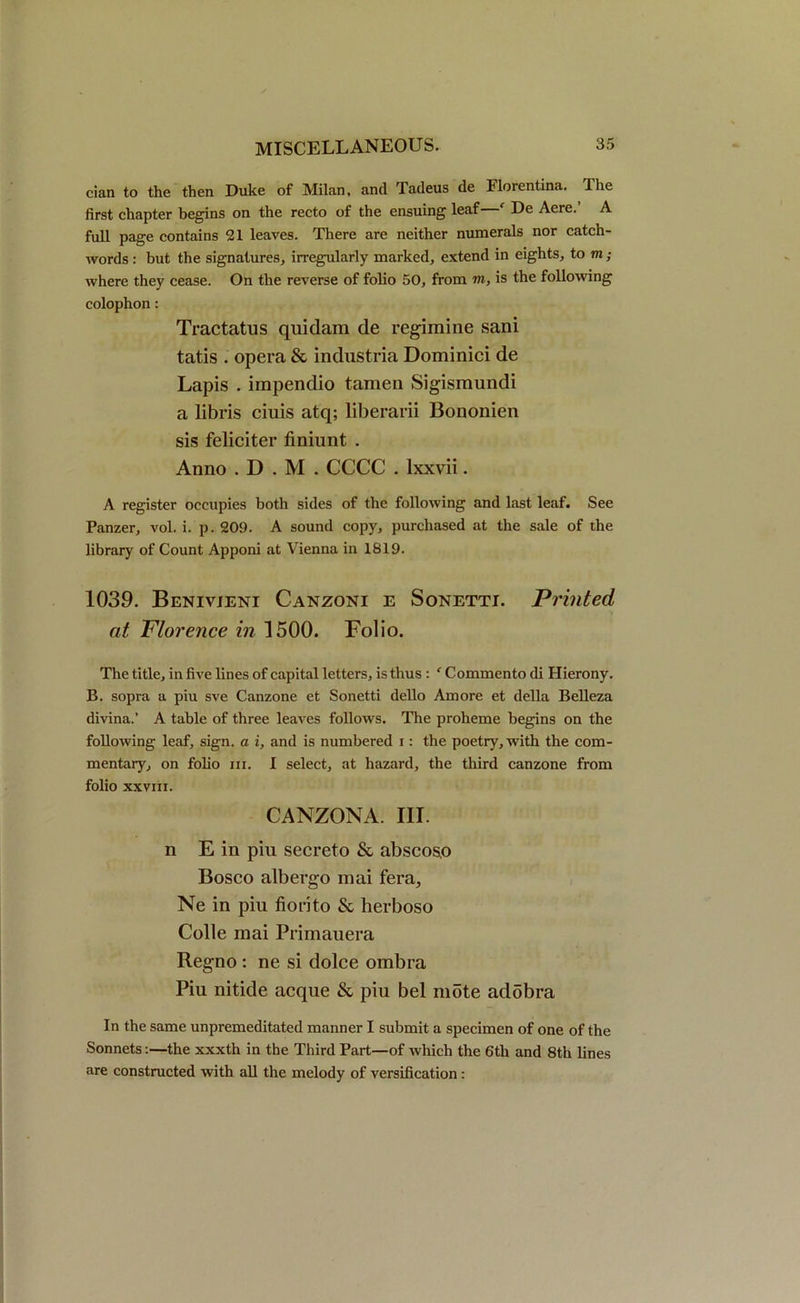 MISCELLANEOUS. 35
cian to the then Duke of Milan, and Tadeus de Florentina. The
first chapter begins on the recto of the ensuing leaf—‘ De Aere.’ A
full page contains 21 leaves. There are neither numerals nor catch-
words: but the signatures, irregularly marked, extend in eights, to m;
where they cease. On the reverse of folio 50, from m, is the following
colophon:
Tractatus quidam de regimine sani
tatis . opera & industria Dominici de
Lapis . impendio tamen Sigismundi
a libris ciuis atq; liberarii Bononien
sis feliciter finiunt .
Anno . D . M . CCCC . lxxvii .
A register occupies both sides of the following and last leaf. See
Panzer, vol. i. p. 209. A sound copy, purchased at the sale of the
library of Count Apponi at Vienna in 1819.
1039. Benivieni Canzoni e Sonetti. Printed
at Florence in 1500. Folio.
The title, in five lines of capital letters, is thus: ‘ Commento di Hierony.
B. sopra a piu sve Canzone et Sonetti dello Amore et della Belleza
divina.’ A table of three leaves follows. The proheme begins on the
following leaf, sign. a i, and is numbered I: the poetry, with the com-
mentary, on folio III. I select, at hazard, the third canzone from
folio XXVIII.
CANZONA. III.
n E in piu secreto & abscoso
Bosco albergo mai fera,
Ne in piu fiorito & herboso
Colle mai Primauera
Regno : ne si dolce ombra
Piu nitide acque & piu bel mōte adōbra
In the same unpremeditated manner I submit a specimen of one of the
Sonnets:—the xxxth in the Third Part—of which the 6th and 8th lines
are constructed with all the melody of versification: